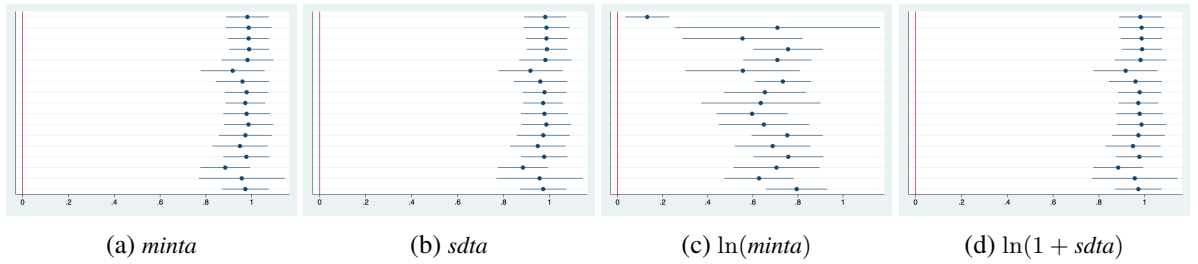 0 .2 .4 .6 .8 1
0 .2 .4 .6 .8 1
0 .2 .4 .6 .8 1
0 .2 .4 .6 .8 1
(a) minta
(b) sdta
(c) ln(minta)
(d) ln(1 + sdta)